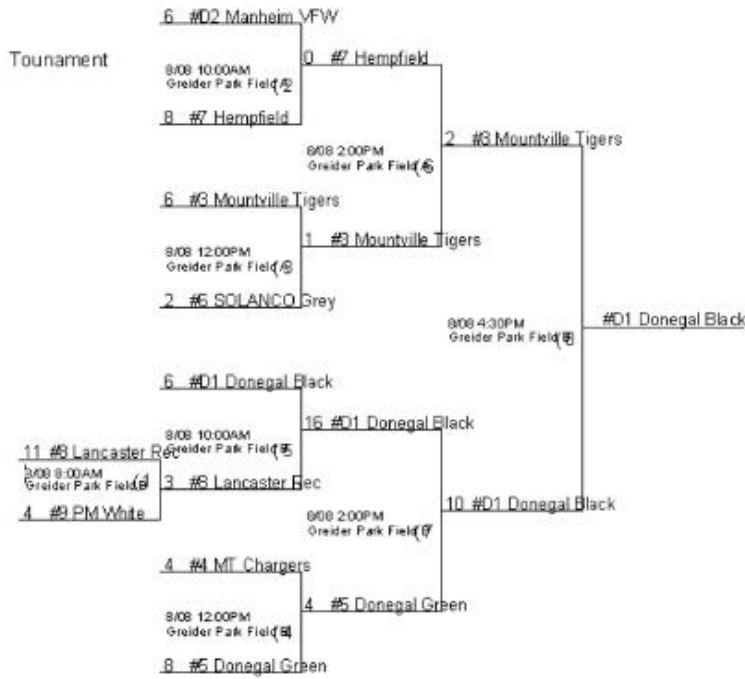 6 #D2 Manheim VFW
Tounament
0 #7 Hempfield
8/08 10:00AM
Greider Park Field
8 #7 Hempfield
2 #3 Mountville Tigers
8/08 2:00PM
Greider Park Field
6 #3 Mountville Tigers
1 #3 Mountville Tigers
8/08 12:00PM
Greider Park Field
2 #6 SOLANCO Grey
#D1 Donegal Black
8/08 4:30PM
Greider Park Field
6 #D1 Donegal Black
16 #D1 Donegal Black
8/08 10:00AM
Greider Park Field
11 #8 Lancaster Rec
8/08 8:00AM
Greider Park Field
3 #8 Lancaster Rec
10 #D1 Donegal Black
4 #9 PM White
8/08 2:00PM
Greider Park Field
4 #4 MT Chargers
4 #5 Donegal Green
8/08 12:00PM
Greider Park Field
8 #5 Donegal Green